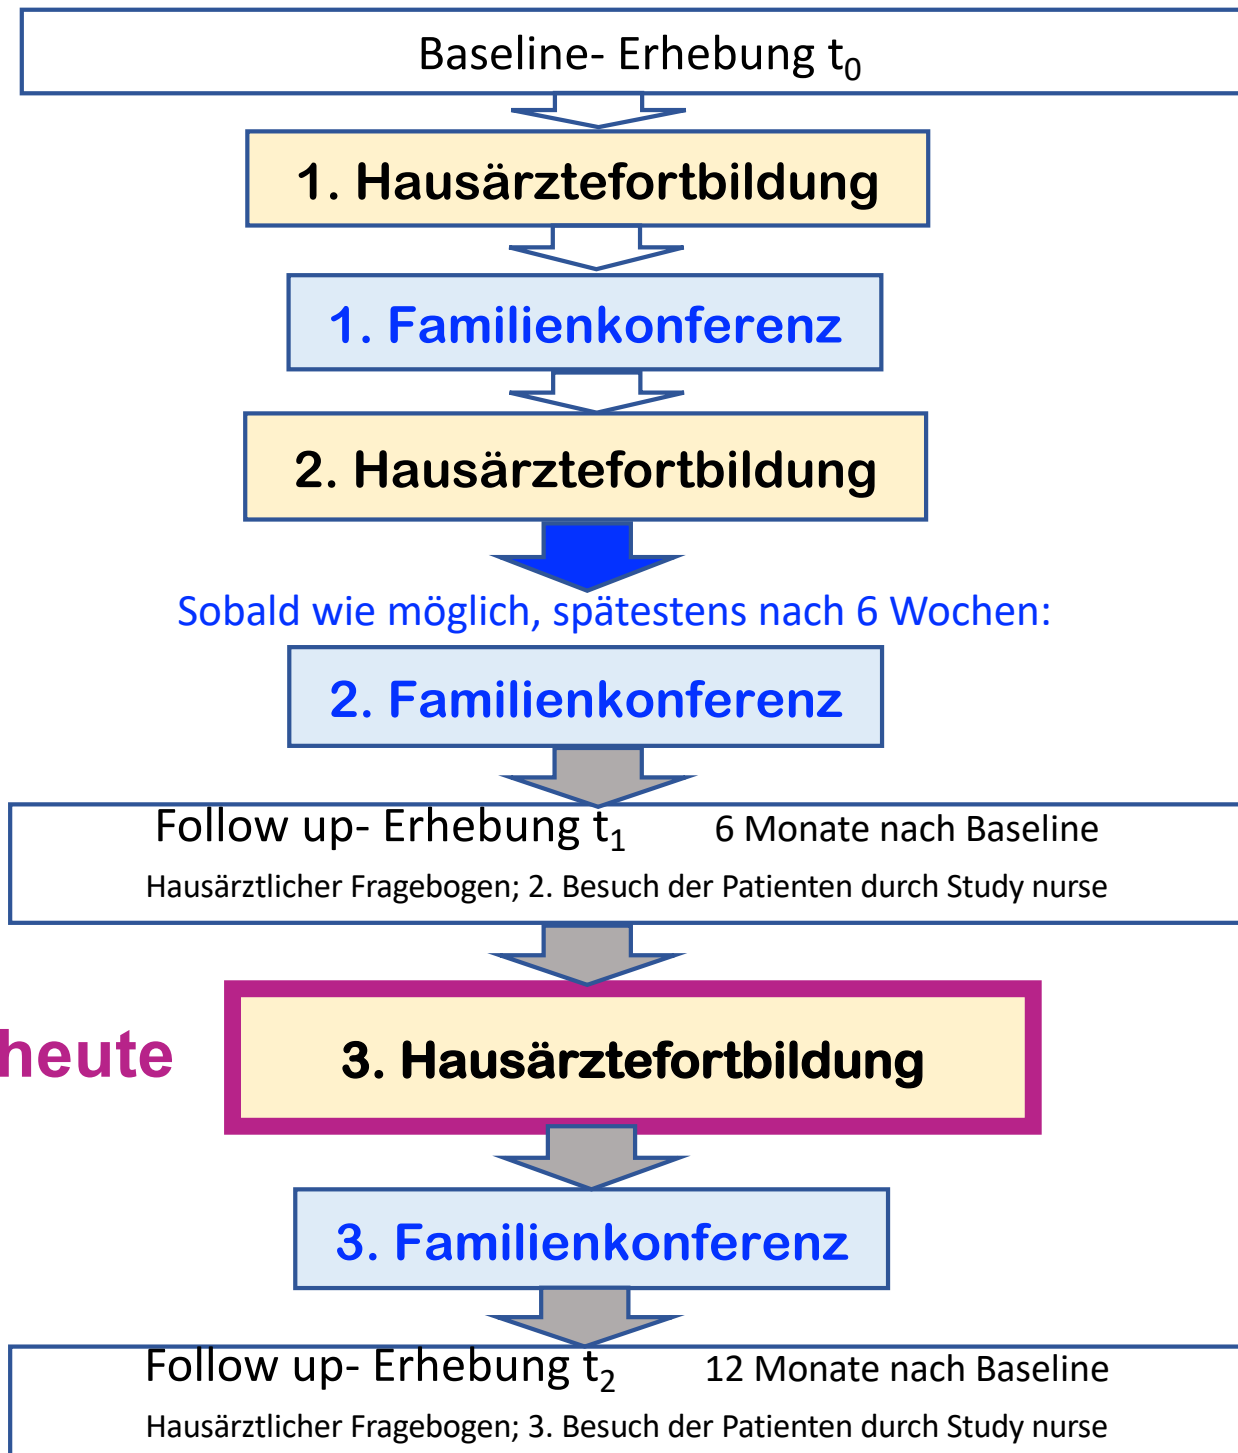 Baseline- Erhebung t₀
1. Hausärztefortbildung
1. Familienkonferenz
2. Hausärztefortbildung
Sobald wie möglich, spätestens nach 6 Wochen:
2. Familienkonferenz
Follow up- Erhebung t₁ 6 Monate nach Baseline
Hausärztlicher Fragebogen; 2. Besuch der Patienten durch Study nurse
heute 3. Hausärztefortbildung
3. Familienkonferenz
Follow up- Erhebung t₂ 12 Monate nach Baseline
Hausärztlicher Fragebogen; 3. Besuch der Patienten durch Study nurse